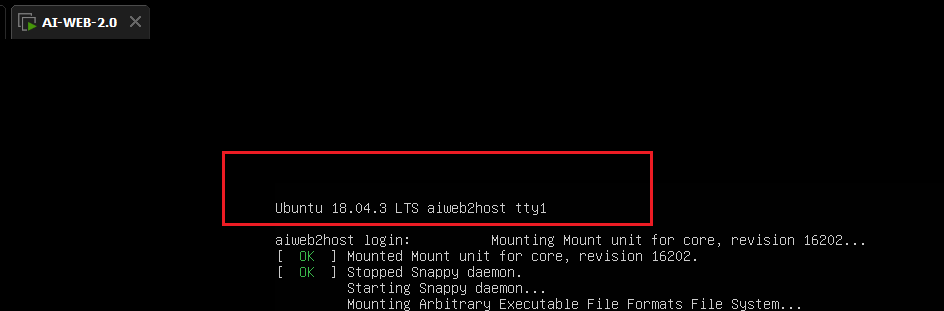 AI-WEB-2.0
Ubuntu 18.04.3 LTS aiweb2host tty1
aiweb2host login:          Mounting Mount unit for core, revision 16202...
[  OK  ] Mounted Mount unit for core, revision 16202.
[  OK  ] Stopped Snappy daemon.
         Starting Snappy daemon...
         Mounting Arbitrary Executable File Formats File System...